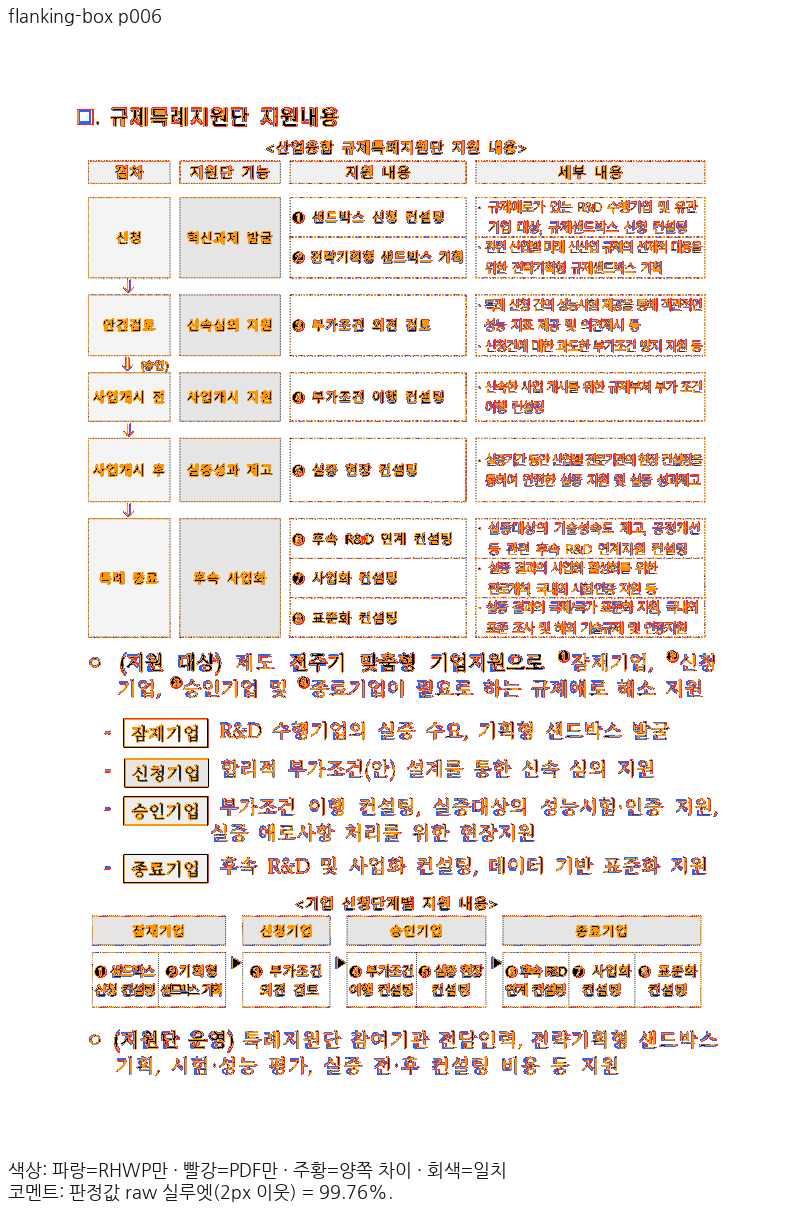 flanking-box p006
❏. 규제특례지원단 지원내용
<산업융합 규제특례지원단 지원 내용>
절차 지원단 기능 지원 내용 세부 내용
신청 혁신과제 발굴
❶ 샌드박스 신청 컨설팅
· 규제애로가 있는 R&D 수행기업 및 유관
기업 대상, 규제샌드박스 신청 컨설팅
❷ 전략기획형 샌드박스 기획
· 관련 산업별 미래 신산업 규제의 선제적 대응을
위한 전략기획형 규제샌드박스 기획
⇩
안건검토 신속심의 지원 ❸ 부가조건 의견 검토
· 특례 신청 간의 성능시험 제공을 통해 객관적인
성능 지표 제공 및 의견제시 등
· 신청건에 대한 과도한 부가조건 방지 지원 등
⇩ (승인)
사업개시 전 사업개시 지원 ❹ 부가조건 이행 컨설팅
· 신속한 사업 개시를 위한 규제부처 부가 조건
이행 컨설팅
⇩
사업개시 후 실증성과 제고 ❺ 실증 현장 컨설팅
· 실증기간 동안 산업별 전문기관의 현장 컨설팅을
통하여 안전한 실증 지원 및 실증 성과제고
⇩
특례 종료 후속 사업화
❻ 후속 R&D 연계 컨설팅
· 실증대상의 기술성숙도 제고, 공정개선
등 관련 후속 R&D 연계지원 컨설팅
❼ 사업화 컨설팅
· 실증 결과의 사업화 활성화를 위한
판로개척, 국내외 시험·인증 지원 등
❽ 표준화 컨설팅
· 실증 결과의 국제/국가 표준화 지원, 국내외
표준 조사 및 해외 기술규제 및 인증지원
ㅇ (지원 대상) 제도 전주기 맞춤형 기업지원으로 ❶잠재기업, ❷신청
기업, ❸승인기업 및 ❹종료기업이 필요로 하는 규제애로 해소 지원
- 잠재기업 R&D 수행기업의 실증 수요, 기획형 샌드박스 발굴
- 신청기업 합리적 부가조건(안) 설계를 통한 신속 심의 지원
- 승인기업 부가조건 이행 컨설팅, 실증대상의 성능시험·인증 지원,
실증 애로사항 처리를 위한 현장지원
- 종료기업 후속 R&D 및 사업화 컨설팅, 데이터 기반 표준화 지원
<기업 신청단계별 지원 내용>
잠재기업 신청기업 승인기업 종료기업
❶ 샌드박스 ❷기획형 ▶ ❸ 부가조건 ▶ ❹ 부가조건 ❺ 실증 현장 ▶ ❻ 후속 R&D ❼ 사업화 ❽ 표준화
신청 컨설팅 샌드박스 기획 의견 검토 이행 컨설팅 컨설팅 연계 컨설팅 컨설팅 컨설팅
ㅇ (지원단 운영) 특례지원단 참여기관 전담인력, 전략기획형 샌드박스
기획, 시험·성능 평가, 실증 전·후 컨설팅 비용 등 지원
색상: 파랑=RHWP만 · 빨강=PDF만 · 주황=양쪽 차이 · 회색=일치
코멘트: 판정값 raw 실루엣(2px 이웃) = 99.76%.